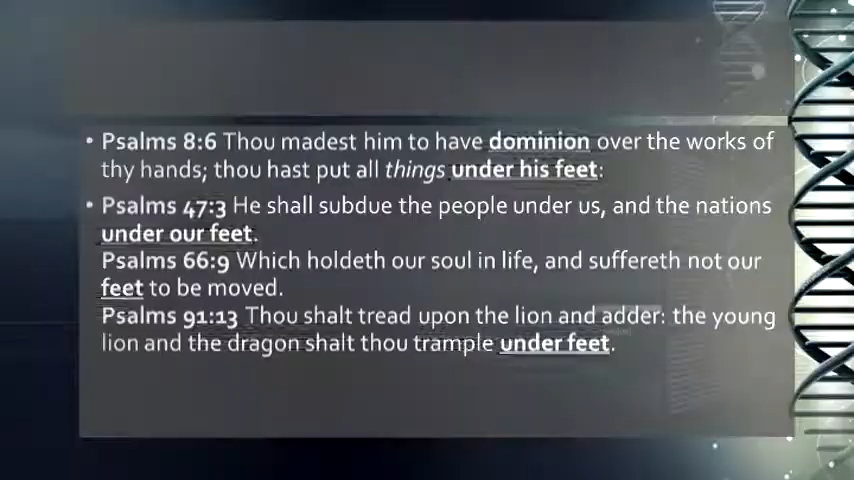 • Psalms 8:6 Thou madest him to have dominion over the works of
thy hands; thou hast put all things under his feet:
• Psalms 47:3 He shall subdue the people under us, and the nations
under our feet.
Psalms 66:9 Which holdeth our soul in life, and suffereth not our
feet to be moved.
Psalms 91:13 Thou shalt tread upon the lion and adder: the young
lion and the dragon shalt thou trample under feet.